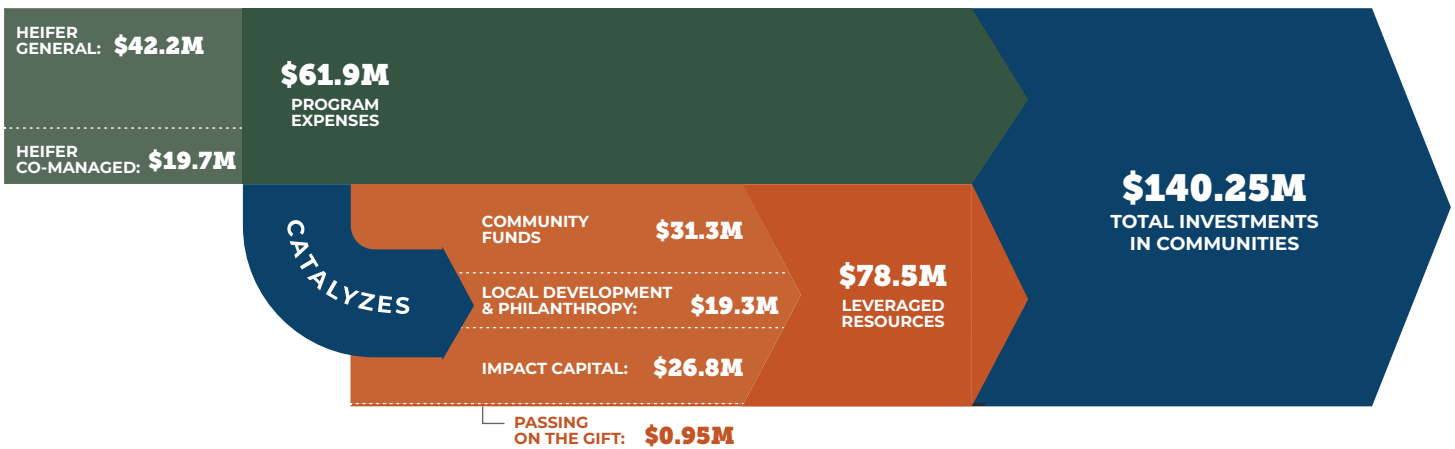 HEIFER
GENERAL: $42.2M
HEIFER
CO-MANAGED: $19.7M
$61.9M
PROGRAM
EXPENSES
CATALYZES
COMMUNITY
FUNDS $31.3M
LOCAL DEVELOPMENT
& PHILANTHROPY: $19.3M
IMPACT CAPITAL: $26.8M
PASSING
ON THE GIFT: $0.95M
$78.5M
LEVERAGED
RESOURCES
$140.25M
TOTAL INVESTMENTS
IN COMMUNITIES